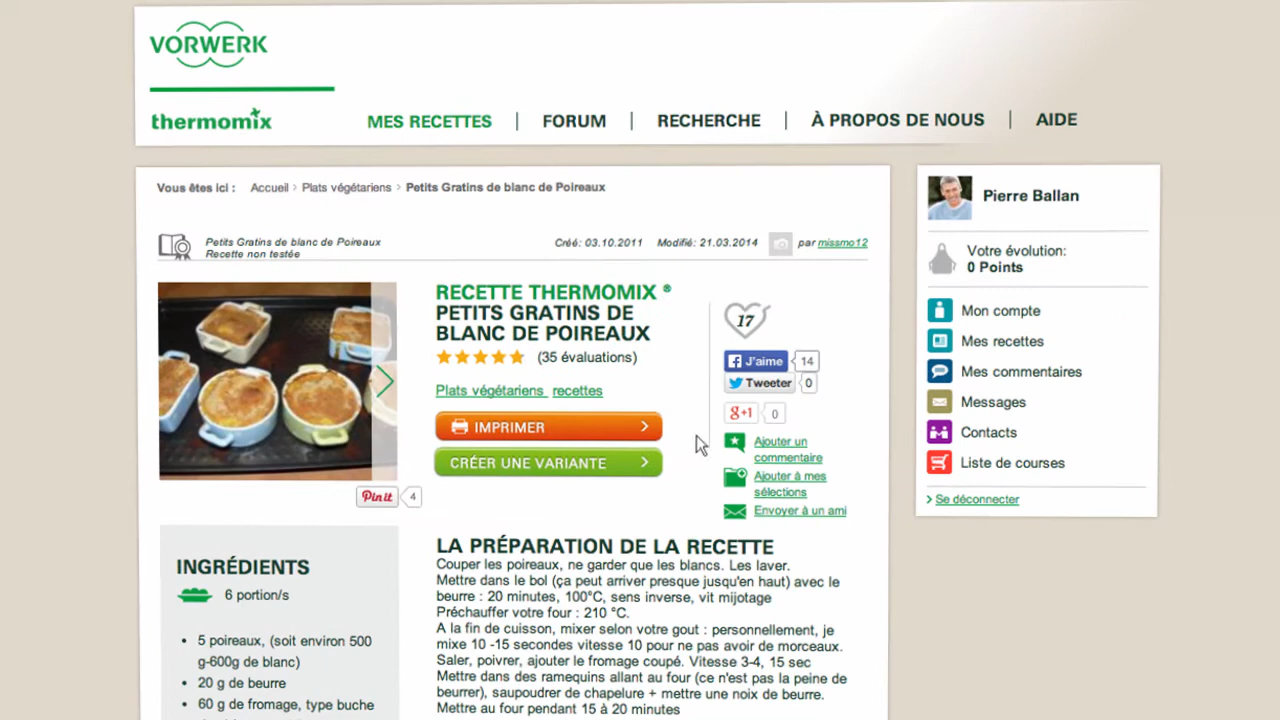 VORWERK
thermomix
MES RECETTES | FORUM | RECHERCHE | À PROPOS DE NOUS | AIDE
Vous êtes ici : Accueil > Plats végétariens > Petits Gratins de blanc de Poireaux
Petits Gratins de blanc de Poireaux
Recette non testée
Créé: 03.10.2011 Modifié: 21.03.2014 par missmo12
RECETTE THERMOMIX ®
PETITS GRATINS DE
BLANC DE POIREAUX
(35 évaluations)
Plats végétariens recettes
IMPRIMER
CRÉER UNE VARIANTE
17
J'aime 14
Tweeter 0
g+1 0
Ajouter un
commentaire
Ajouter à mes
sélections
Envoyer à un ami
Pin it 4
INGRÉDIENTS
6 portion/s
• 5 poireaux, (soit environ 500
g-600g de blanc)
• 20 g de beurre
• 60 g de fromage, type buche
LA PRÉPARATION DE LA RECETTE
Couper les poireaux, ne garder que les blancs. Les laver.
Mettre dans le bol (ça peut arriver presque jusqu'en haut) avec le
beurre : 20 minutes, 100°C, sens inverse, vit mijotage
Préchauffer votre four : 210 °C.
A la fin de cuisson, mixer selon votre gout : personnellement, je
mixe 10 -15 secondes vitesse 10 pour ne pas avoir de morceaux.
Saler, poivrer, ajouter le fromage coupé. Vitesse 3-4, 15 sec
Mettre dans des ramequins allant au four (ce n'est pas la peine de
beurrer), saupoudrer de chapelure + mettre une noix de beurre.
Mettre au four pendant 15 à 20 minutes
Pierre Ballan
Votre évolution:
0 Points
Mon compte
Mes recettes
Mes commentaires
Messages
Contacts
Liste de courses
> Se déconnecter